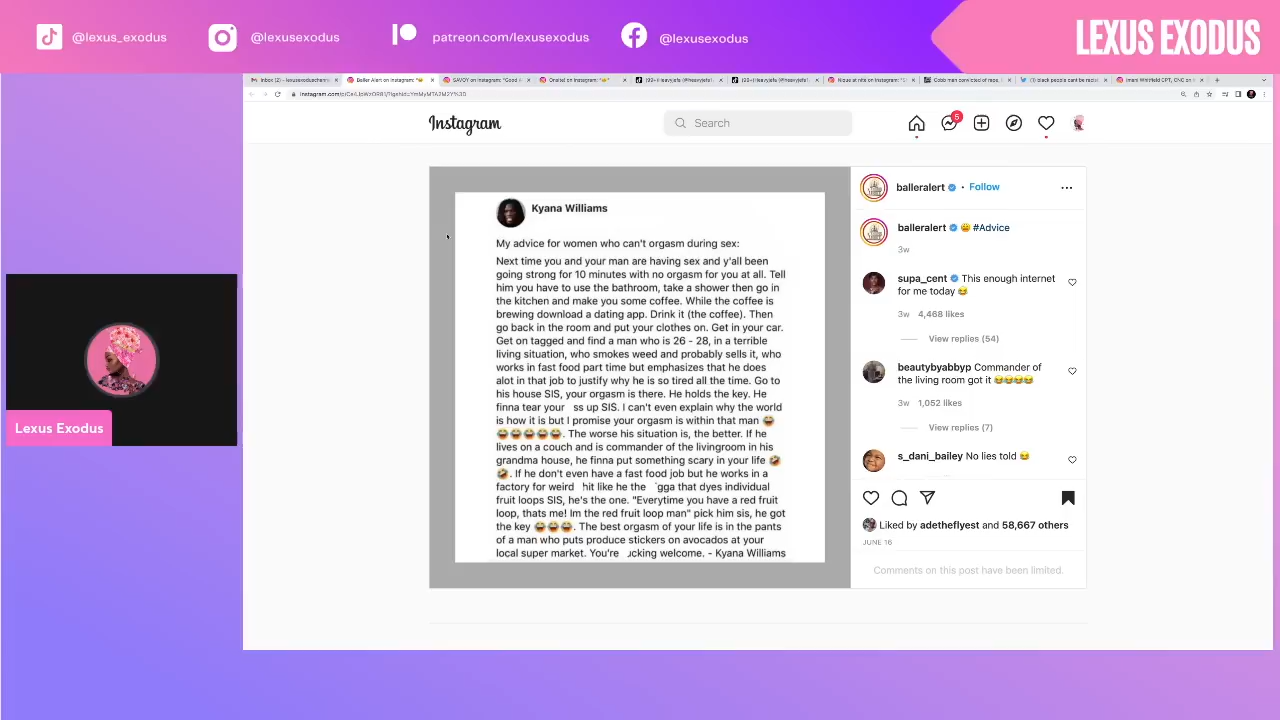 @lexus_exodus
@lexusexodus
patreon.com/lexusexodus
@lexusexodus
LEXUS EXODUS
Instagram
Search
5
Kyana Williams
My advice for women who can't orgasm during sex:
Next time you and your man are having sex and y'all been
going strong for 10 minutes with no orgasm for you at all. Tell
him you have to use the bathroom, take a shower then go in
the kitchen and make you some coffee. While the coffee is
brewing download a dating app. Drink it (the coffee). Then
go back in the room and put your clothes on. Get in your car.
Get on tagged and find a man who is 26 - 28, in a terrible
living situation, who smokes weed and probably sells it, who
works in fast food part time but emphasizes that he does
alot in that job to justify why he is so tired all the time. Go to
his house SIS, your orgasm is there. He holds the key. He
finna tear your ss up SIS. I can't even explain why the world
is how it is but I promise your orgasm is within that man 😂
😂😂😂😂😂. The worse his situation is, the better. If he
lives on a couch and is commander of the livingroom in his
grandma house, he finna put something scary in your life 🤣
🤣. If he don't even have a fast food job but he works in a
factory for weird hit like he the gga that dyes individual
fruit loops SIS, he's the one. "Everytime you have a red fruit
loop, thats me! Im the red fruit loop man" pick him sis, he got
the key 😂😂😂. The best orgasm of your life is in the pants
of a man who puts produce stickers on avocados at your
local super market. You're ucking welcome. - Kyana Williams
balleralert • Follow
balleralert 😀 #Advice
3w
supa_cent This enough internet
for me today 😂
3w 4,468 likes
View replies (54)
beautybyabbyp Commander of
the living room got it 😂😂😂😂
3w 1,052 likes
View replies (7)
s_dani_bailey No lies told 😂
Liked by adetheflyest and 58,667 others
JUNE 16
Comments on this post have been limited.
Lexus Exodus